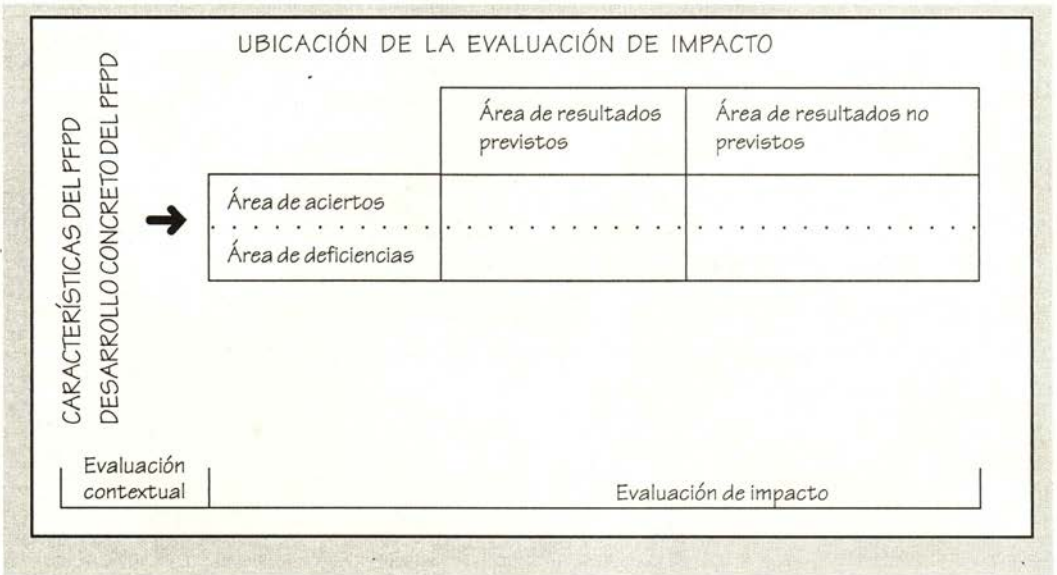 UBICACIÓN DE LA EVALUACIÓN DE IMPACTO
CARACTERÍSTICAS DEL PFPD
DESARROLLO CONCRETO DEL PFPD
Área de resultados
previstos
Área de resultados no
previstos
Área de aciertos
Área de deficiencias
Evaluación
contextual
Evaluación de impacto